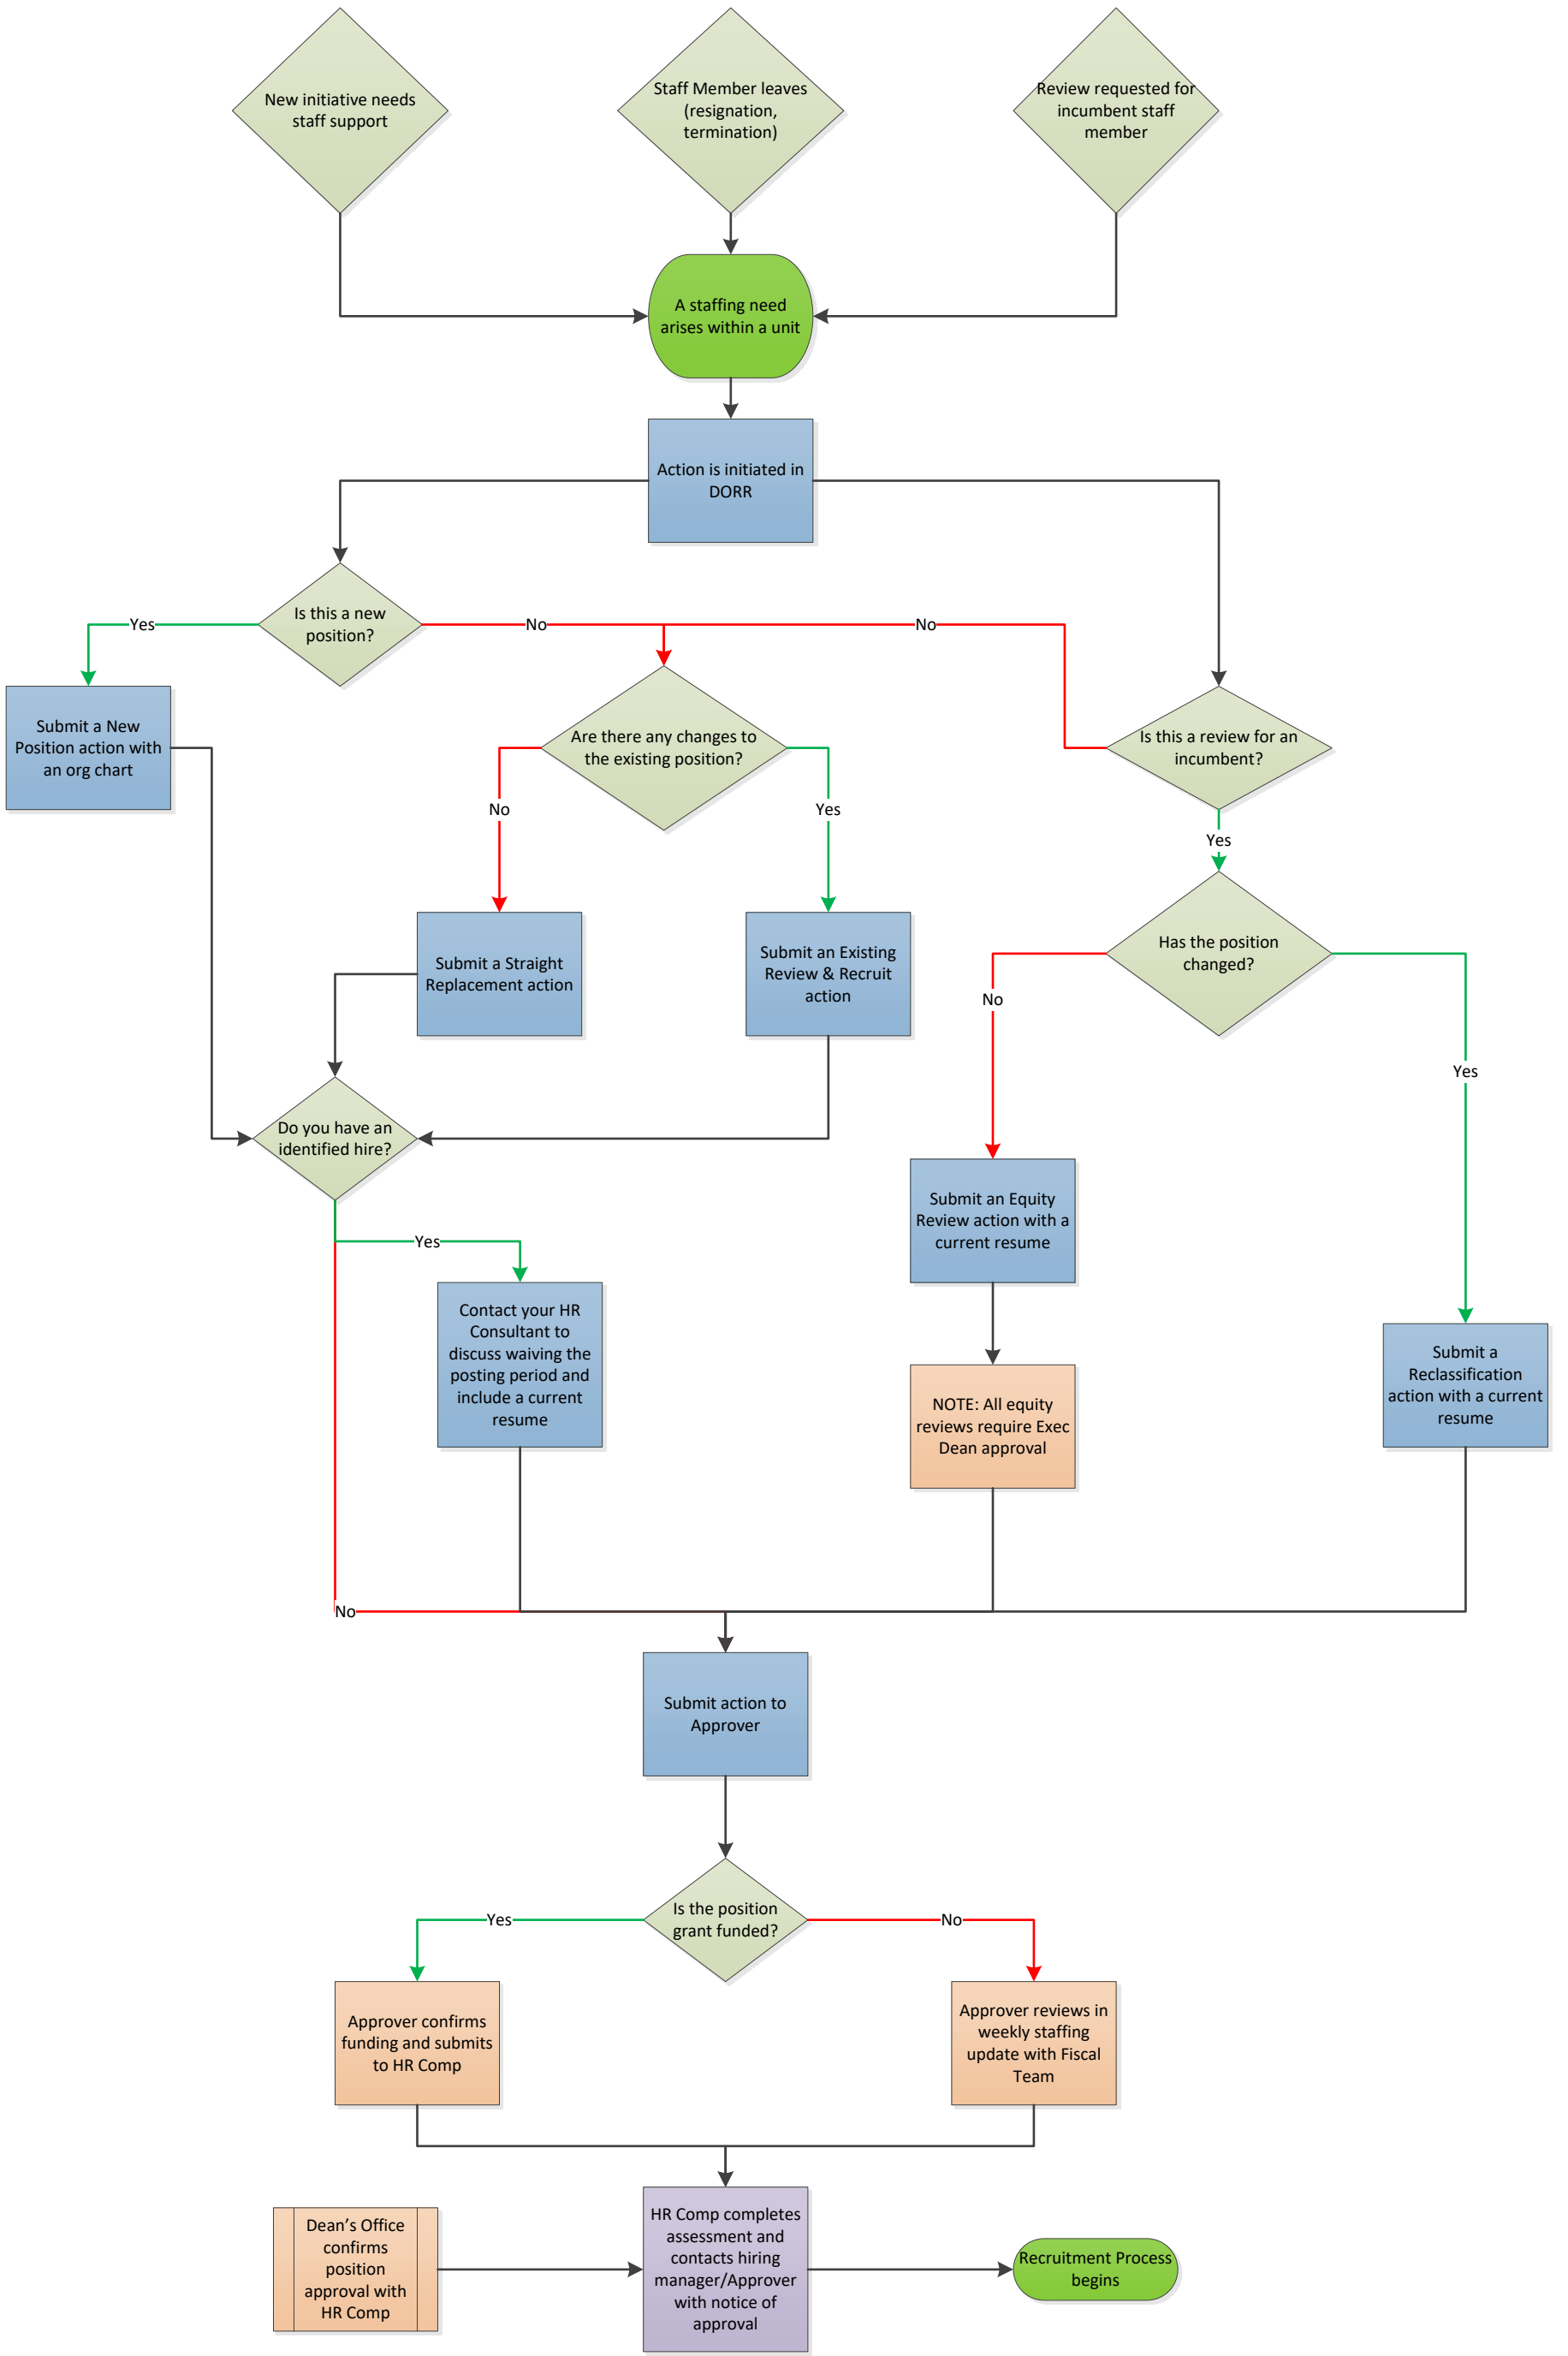 New initiative needs
staff support
Staff Member leaves
(resignation,
termination)
Review requested for
incumbent staff
member
A staffing need
arises within a unit
Action is initiated in
DORR
Is this a new
position?
Yes
No
No
Submit a New
Position action with
an org chart
Are there any changes to
the existing position?
Is this a review for an
incumbent?
No
Yes
Yes
Submit a Straight
Replacement action
Submit an Existing
Review & Recruit
action
Has the position
changed?
No
Yes
Do you have an
identified hire?
Yes
Submit an Equity
Review action with a
current resume
Contact your HR
Consultant to
discuss waiving the
posting period and
include a current
resume
NOTE: All equity
reviews require Exec
Dean approval
Submit a
Reclassification
action with a current
resume
No
Submit action to
Approver
Is the position
grant funded?
Yes
No
Approver confirms
funding and submits
to HR Comp
Approver reviews in
weekly staffing
update with Fiscal
Team
Dean’s Office
confirms
position
approval with
HR Comp
HR Comp completes
assessment and
contacts hiring
manager/Approver
with notice of
approval
Recruitment Process
begins